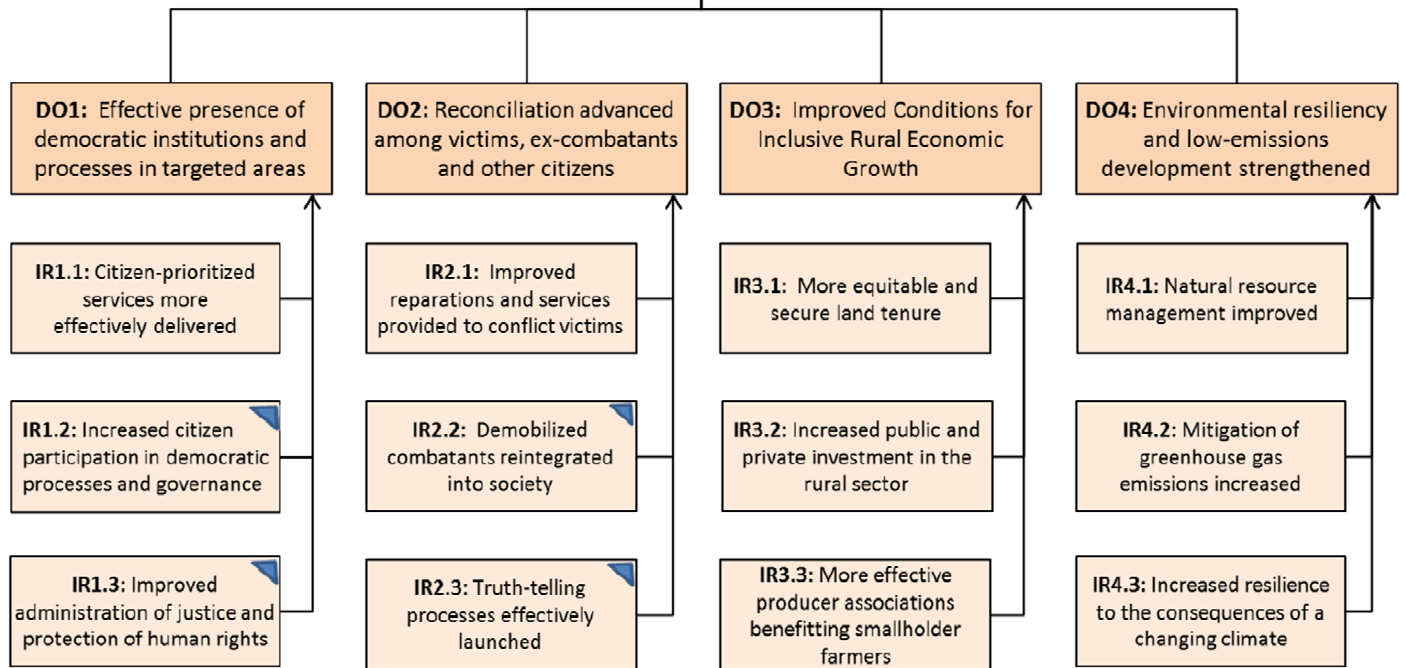 DO1: Effective presence of
democratic institutions and
processes in targeted areas
DO2: Reconciliation advanced
among victims, ex-combatants
and other citizens
DO3: Improved Conditions for
Inclusive Rural Economic
Growth
DO4: Environmental resiliency
and low-emissions
development strengthened
IR1.1: Citizen-prioritized
services more
effectively delivered
IR2.1: Improved
reparations and services
provided to conflict victims
IR3.1: More equitable and
secure land tenure
IR4.1: Natural resource
management improved
IR1.2: Increased citizen
participation in democratic
processes and governance
IR2.2: Demobilized
combatants reintegrated
into society
IR3.2: Increased public and
private investment in the
rural sector
IR4.2: Mitigation of
greenhouse gas
emissions increased
IR1.3: Improved
administration of justice and
protection of human rights
IR2.3: Truth-telling
processes effectively
launched
IR3.3: More effective
producer associations
benefitting smallholder
farmers
IR4.3: Increased resilience
to the consequences of a
changing climate